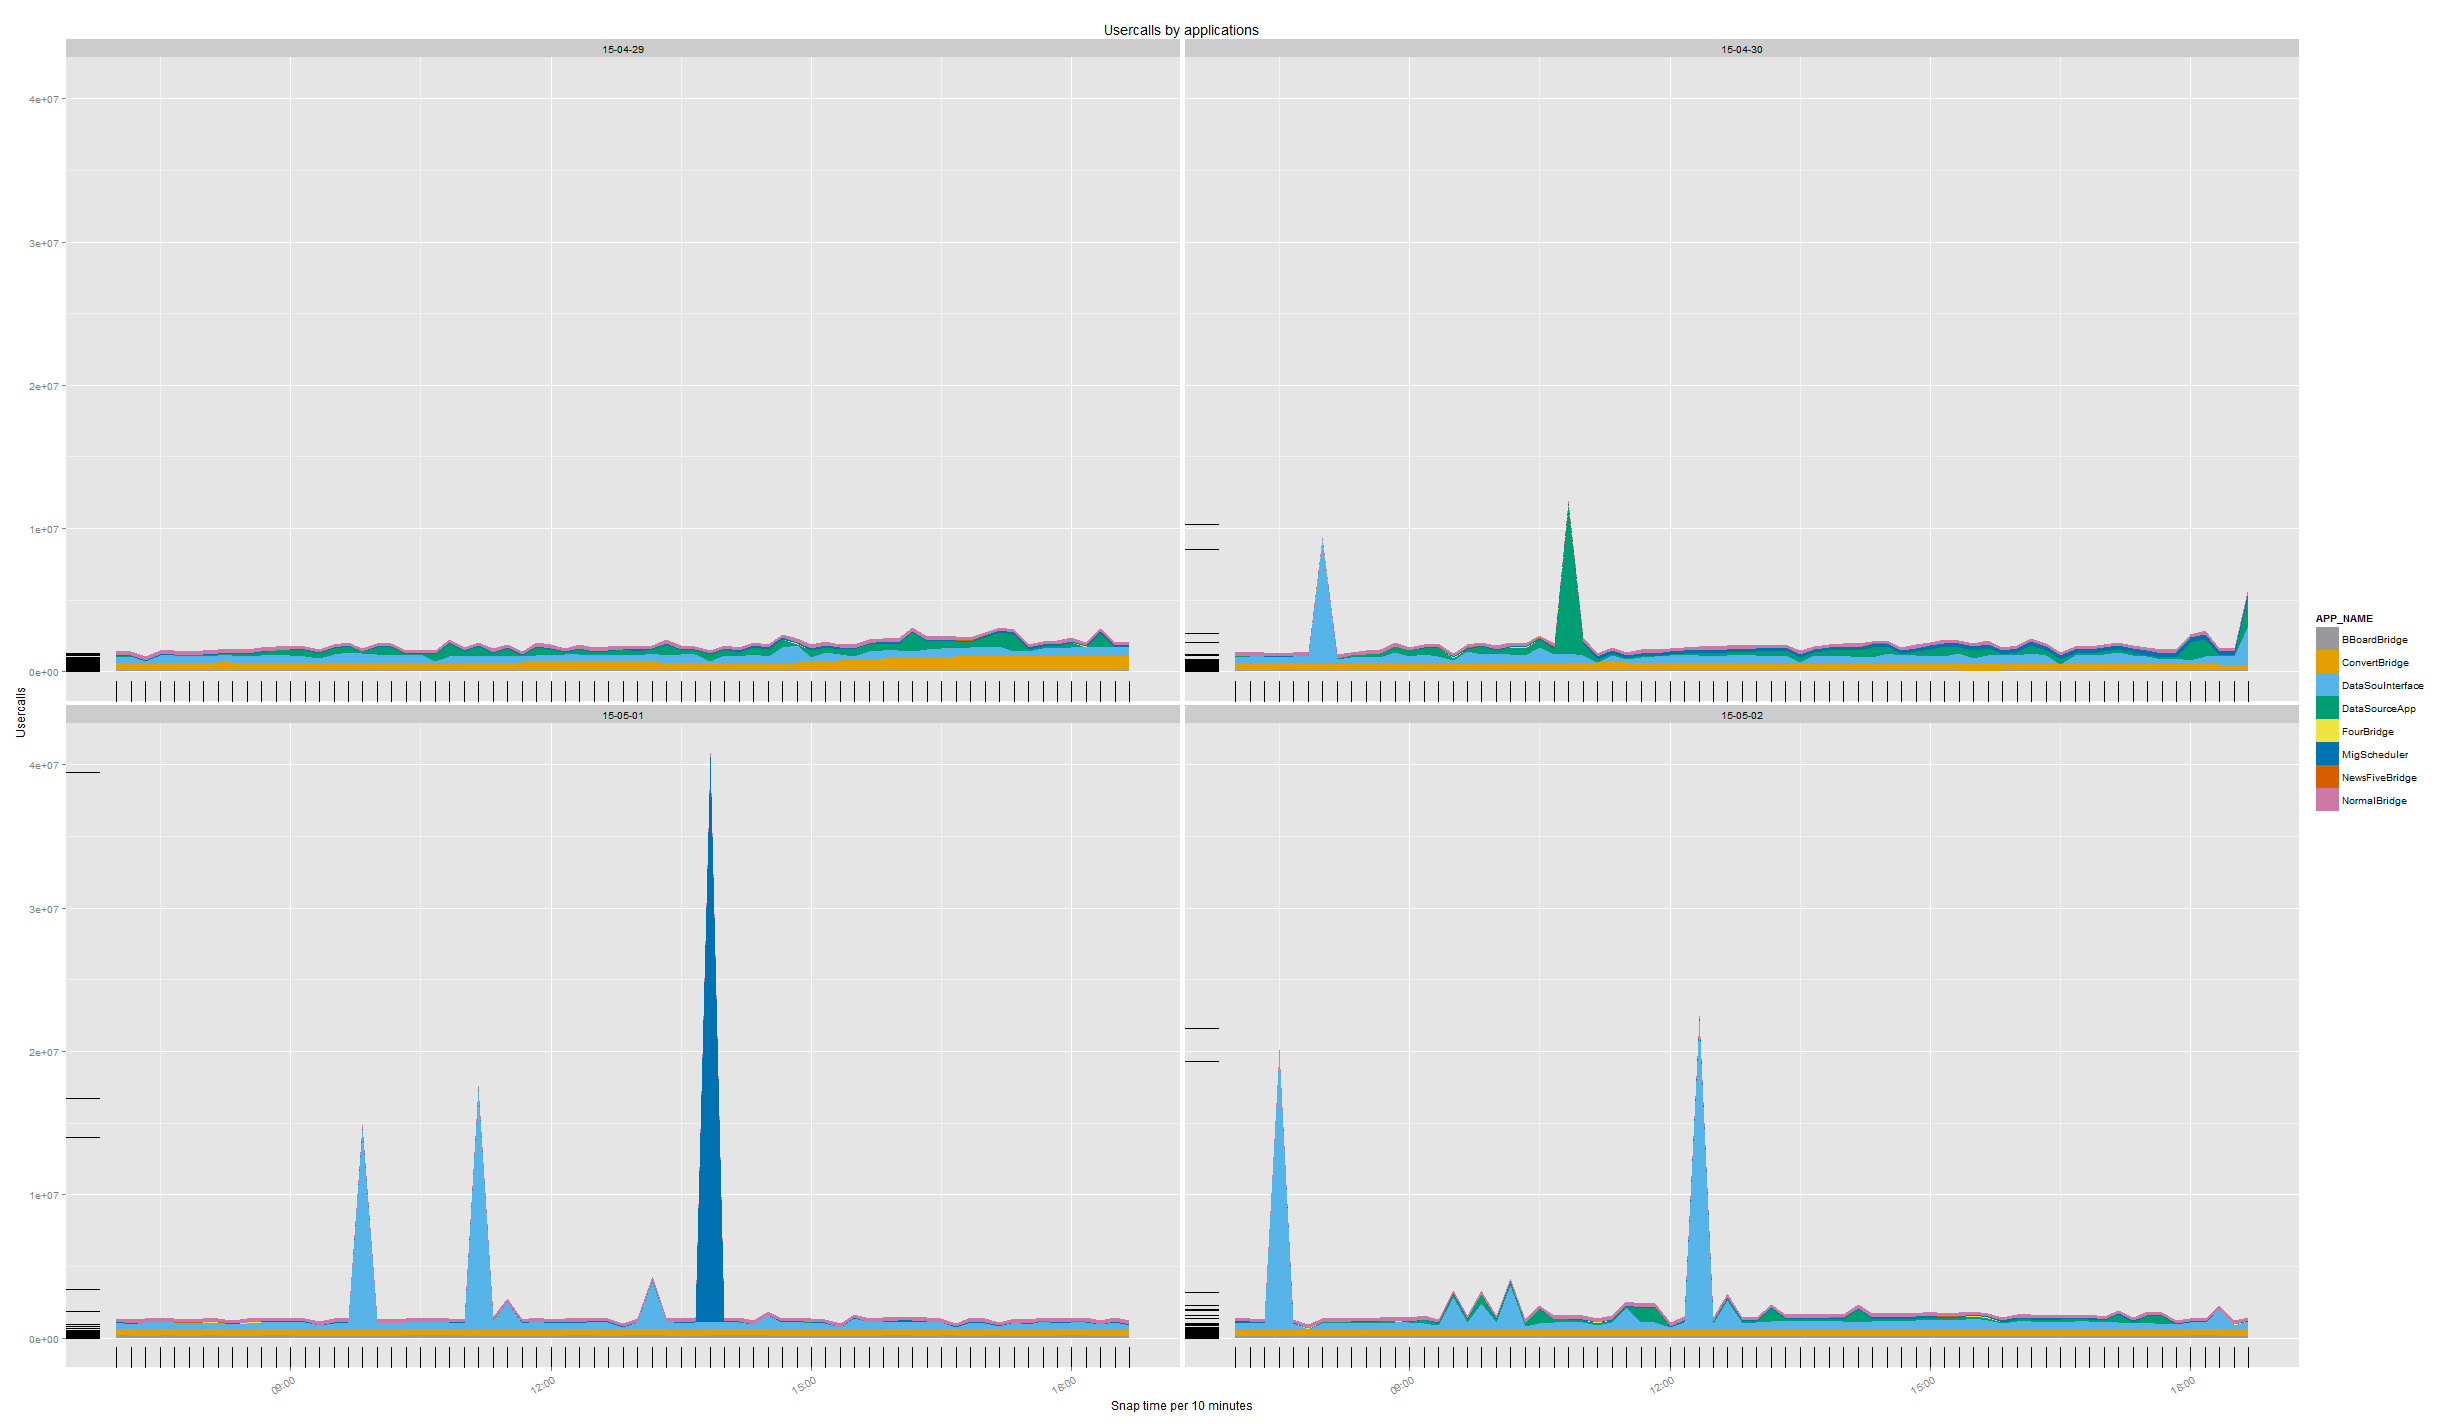 Usercalls by applications
15-04-29
15-04-30
4e+07
3e+07
2e+07
1e+07
0e+00
15-05-01
15-05-02
4e+07
3e+07
2e+07
1e+07
0e+00
09:00
12:00
15:00
18:00
09:00
12:00
15:00
18:00
Snap time per 10 minutes
Usercalls
APP_NAME
BBoardBridge
ConvertBridge
DataSouInterface
DataSourceApp
FourBridge
MigScheduler
NewsFiveBridge
NormalBridge